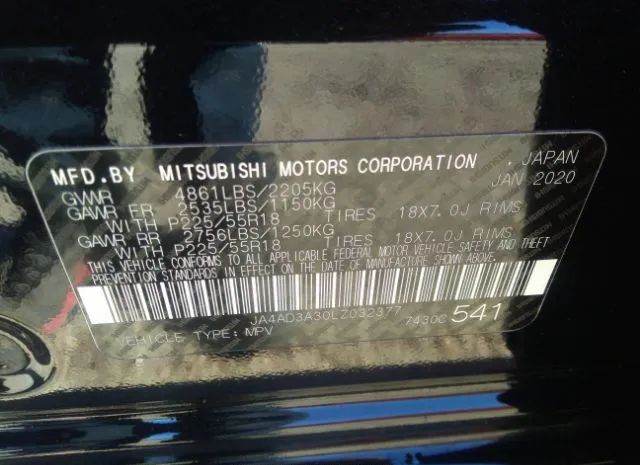 MFD.BY MITSUBISHI MOTORS CORPORATION , JAPAN
GVWR 4861LBS/2205KG JAN 2020
GAWR FR 2535LBS/1150KG
WITH P225/55R18 TIRES 18X7.0J RIMS
GAWR RR 2756LBS/1250KG
WITH P225/55R18 TIRES 18X7.0J RIMS
THIS VEHICLE CONFORMS TO ALL APPLICABLE FEDERAL MOTOR VEHICLE SAFETY AND THEFT
PREVENTION STANDARDS IN EFFECT ON THE DATE OF MANUFACTURE SHOWN ABOVE.
JA4AD3A30LZ032377 7430C 541
VEHICLE TYPE: MPV